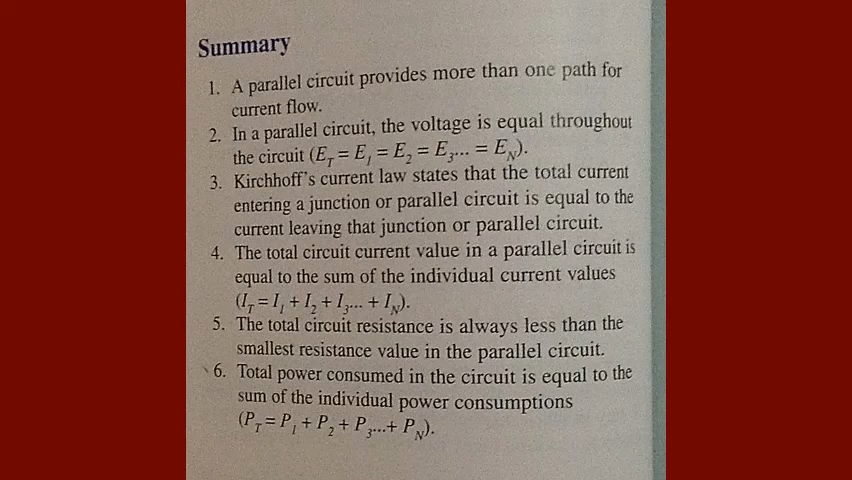 Summary
1. A parallel circuit provides more than one path for
current flow.
2. In a parallel circuit, the voltage is equal throughout
the circuit (E_T = E_1 = E_2 = E_3... = E_N).
3. Kirchhoff's current law states that the total current
entering a junction or parallel circuit is equal to the
current leaving that junction or parallel circuit.
4. The total circuit current value in a parallel circuit is
equal to the sum of the individual current values
(I_T = I_1 + I_2 + I_3... + I_N).
5. The total circuit resistance is always less than the
smallest resistance value in the parallel circuit.
6. Total power consumed in the circuit is equal to the
sum of the individual power consumptions
(P_T = P_1 + P_2 + P_3...+ P_N).